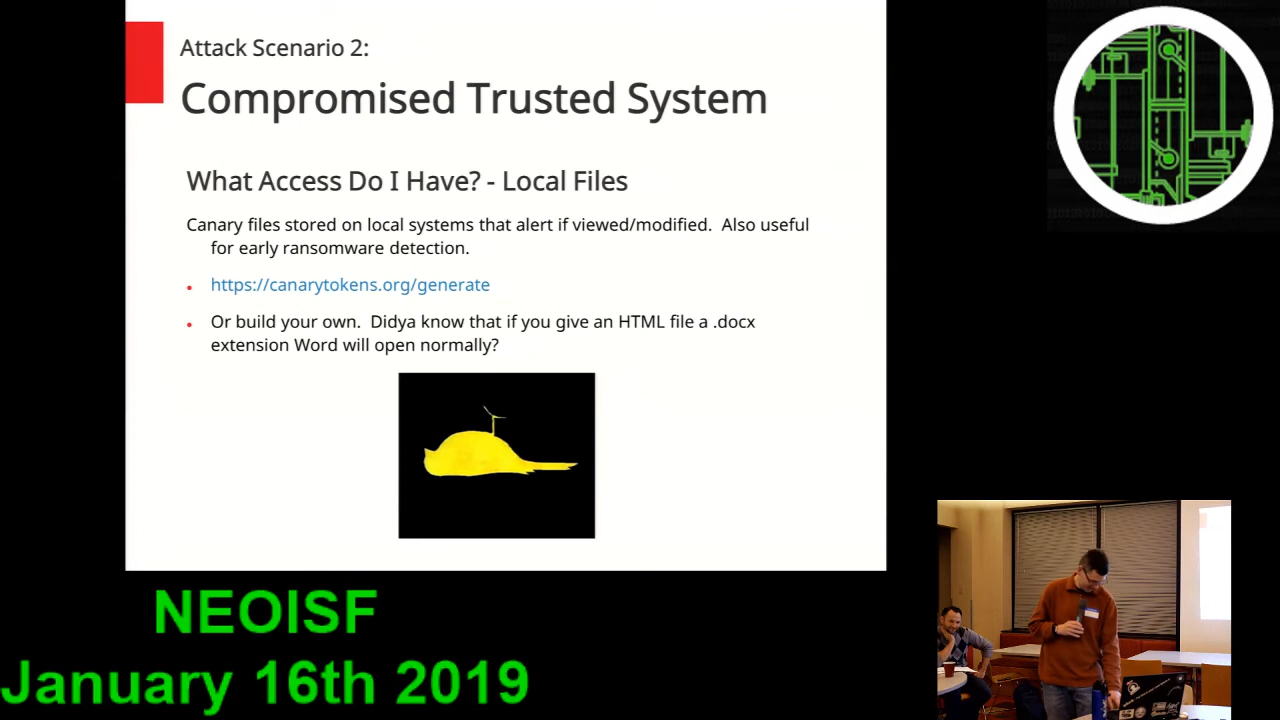 Attack Scenario 2:
Compromised Trusted System
What Access Do I Have? - Local Files
Canary files stored on local systems that alert if viewed/modified.  Also useful
for early ransomware detection.
https://canarytokens.org/generate
Or build your own.  Didya know that if you give an HTML file a .docx
extension Word will open normally?
NEOISF
January 16th 2019